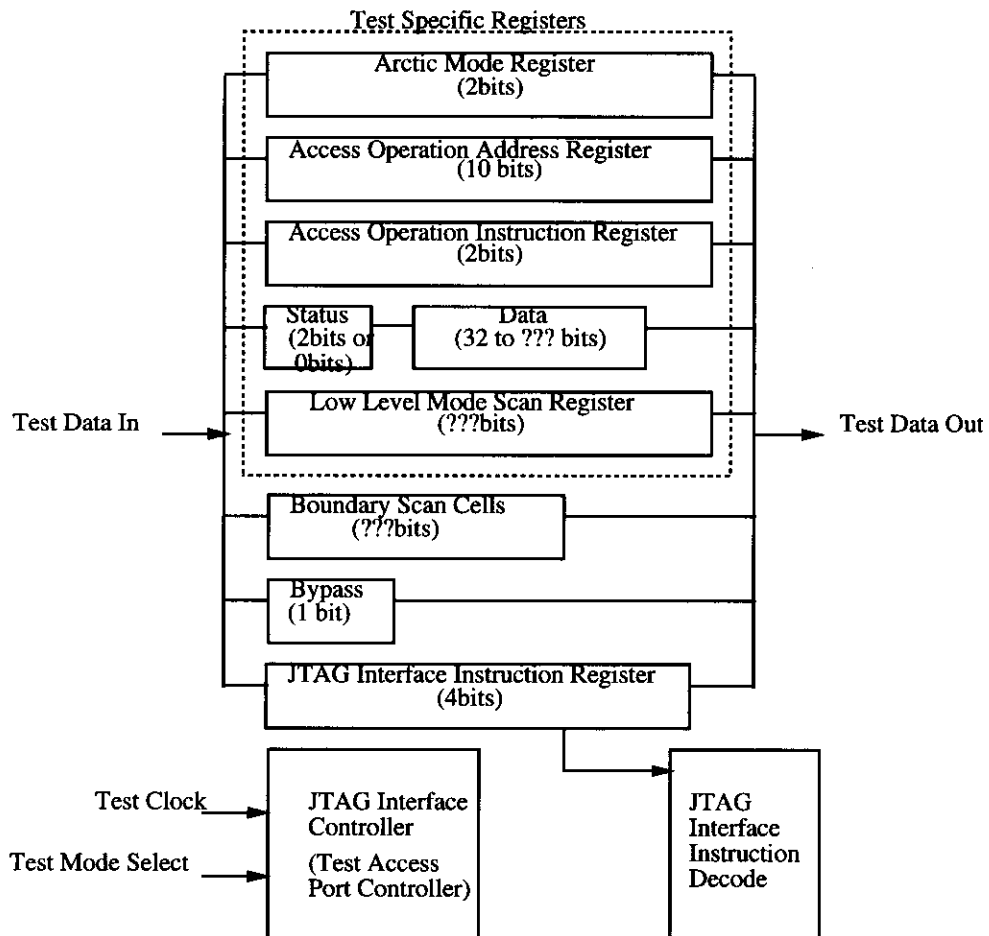 Test Specific Registers
Arctic Mode Register
(2bits)
Access Operation Address Register
(10 bits)
Access Operation Instruction Register
(2bits)
Status
(2bits or
0bits)
Data
(32 to ??? bits)
Low Level Mode Scan Register
(???bits)
Test Data In
Test Data Out
Boundary Scan Cells
(???bits)
Bypass
(1 bit)
JTAG Interface Instruction Register
(4bits)
Test Clock
Test Mode Select
JTAG Interface
Controller
(Test Access
Port Controller)
JTAG
Interface
Instruction
Decode